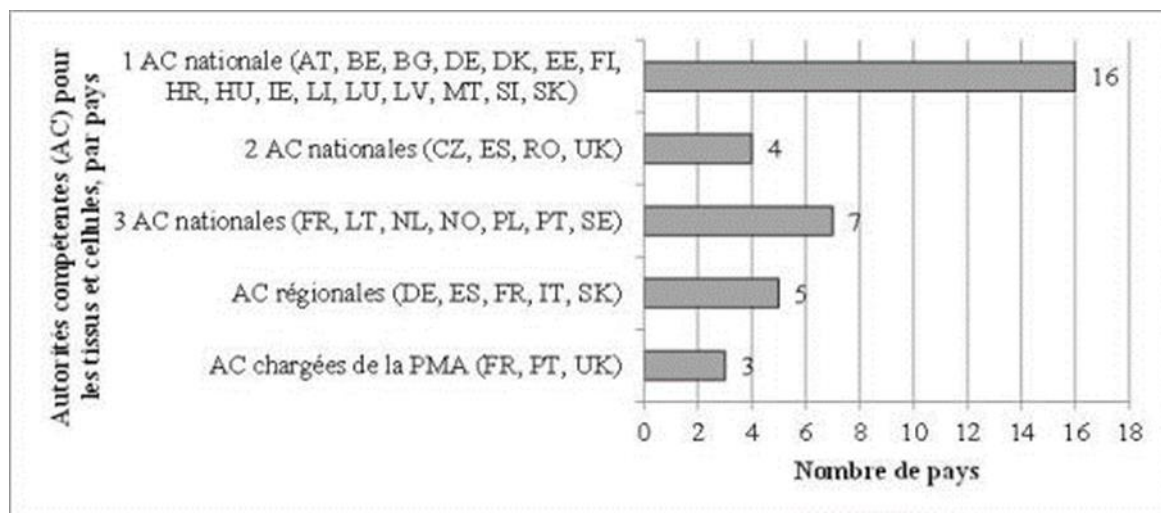 Autorités compétentes (AC) pour
les tissus et cellules, par pays
1 AC nationale (AT, BE, BG, DE, DK, EE, FI,
HR, HU, IE, LI, LU, LV, MT, SI, SK)
16
2 AC nationales (CZ, ES, RO, UK)
4
3 AC nationales (FR, LT, NL, NO, PL, PT, SE)
7
AC régionales (DE, ES, FR, IT, SK)
5
AC chargées de la PMA (FR, PT, UK)
3
0 2 4 6 8 10 12 14 16 18
Nombre de pays